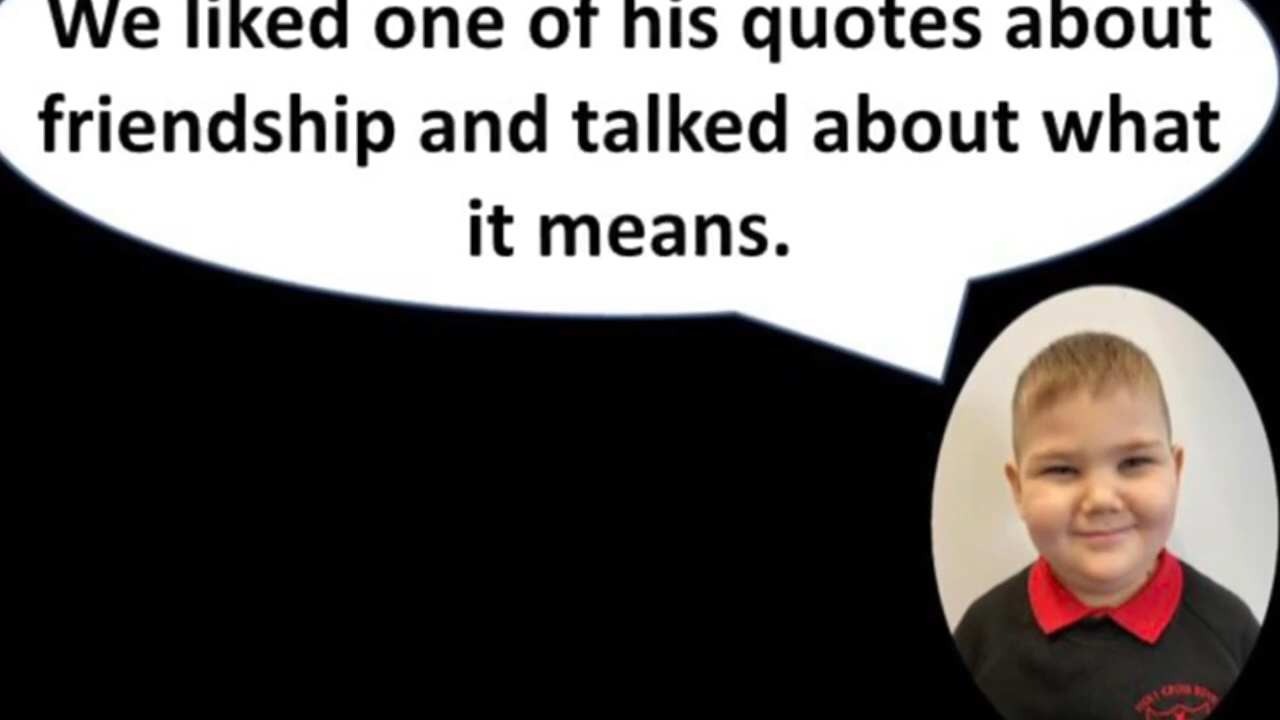 We liked one of his quotes about
friendship and talked about what
it means.